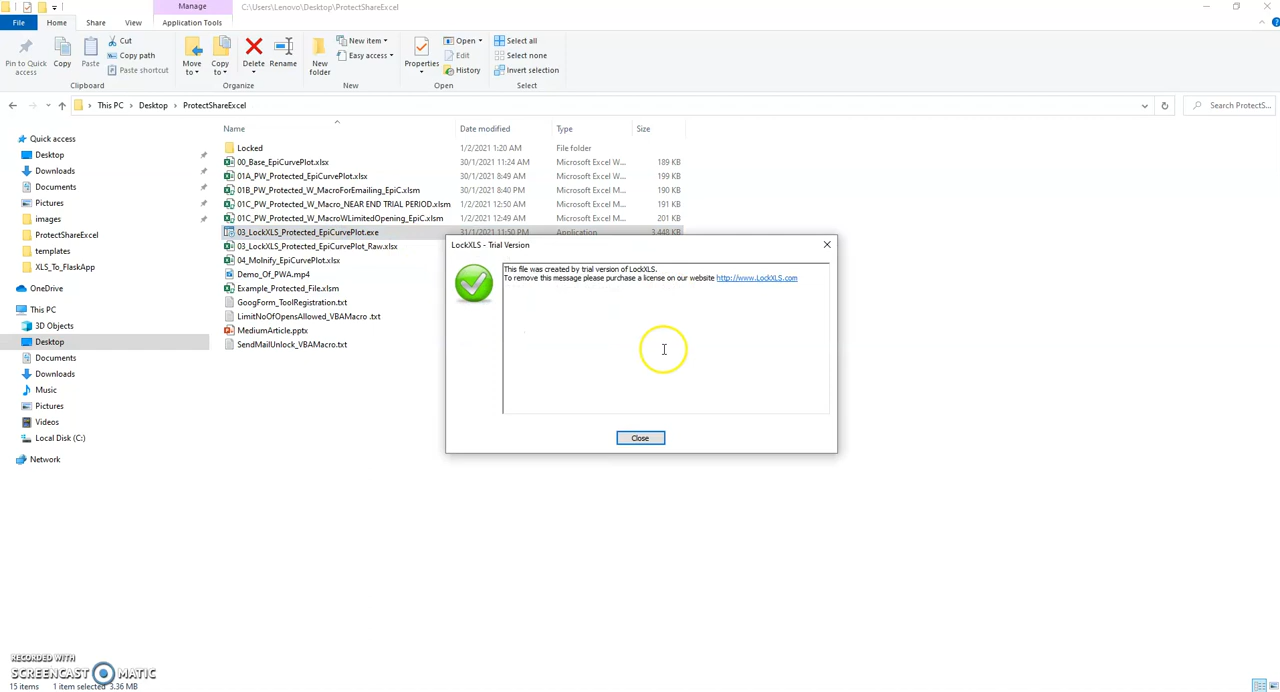 Manage
C:\Users\Lenovo\Desktop\ProtectShareExcel
File
Home
Share
View
Application Tools
Pin to Quick access
Copy
Paste
Cut
Copy path
Paste shortcut
Clipboard
Move to
Copy to
Delete
Rename
Organize
New folder
New item
Easy access
New
Properties
Open
Edit
History
Open
Select all
Select none
Invert selection
Select
This PC
Desktop
ProtectShareExcel
Search ProtectS...
Quick access
Desktop
Downloads
Documents
Pictures
images
ProtectShareExcel
templates
XLS_To_FlaskApp
OneDrive
This PC
3D Objects
Desktop
Documents
Downloads
Music
Pictures
Videos
Local Disk (C:)
Network
Name Date modified Type Size
Locked 1/2/2021 1:20 AM File folder
00_Base_EpiCurvePlot.xlsx 30/1/2021 11:24 AM Microsoft Excel W... 189 KB
01A_PW_Protected_EpiCurvePlot.xlsx 30/1/2021 8:49 AM Microsoft Excel W... 199 KB
01B_PW_Protected_W_MacroForEmailing_EpiC.xlsm 30/1/2021 8:40 PM Microsoft Excel M... 190 KB
01C_PW_Protected_W_Macro_NEAR END TRIAL PERIOD.xlsm 1/2/2021 12:50 AM Microsoft Excel M... 191 KB
01C_PW_Protected_W_MacroWLimitedOpening_EpiC.xlsm 1/2/2021 12:49 AM Microsoft Excel M... 201 KB
03_LockXLS_Protected_EpiCurvePlot.exe 31/1/2021 11:50 PM Application 3,448 KB
03_LockXLS_Protected_EpiCurvePlot_Raw.xlsx
04_Molnify_EpiCurvePlot.xlsx
Demo_Of_PWA.mp4
Example_Protected_File.xlsm
GoogForm_ToolRegistration.txt
LimitNoOfOpensAllowed_VBAMacro .txt
MediumArticle.pptx
SendMailUnlock_VBAMacro.txt
LockXLS - Trial Version
This file was created by trial version of LockXLS.
To remove this message please purchase a license on our website http://www.LockXLS.com
Close
RECORDED WITH
SCREENCAST MATIC
15 items 1 item selected 3.36 MB